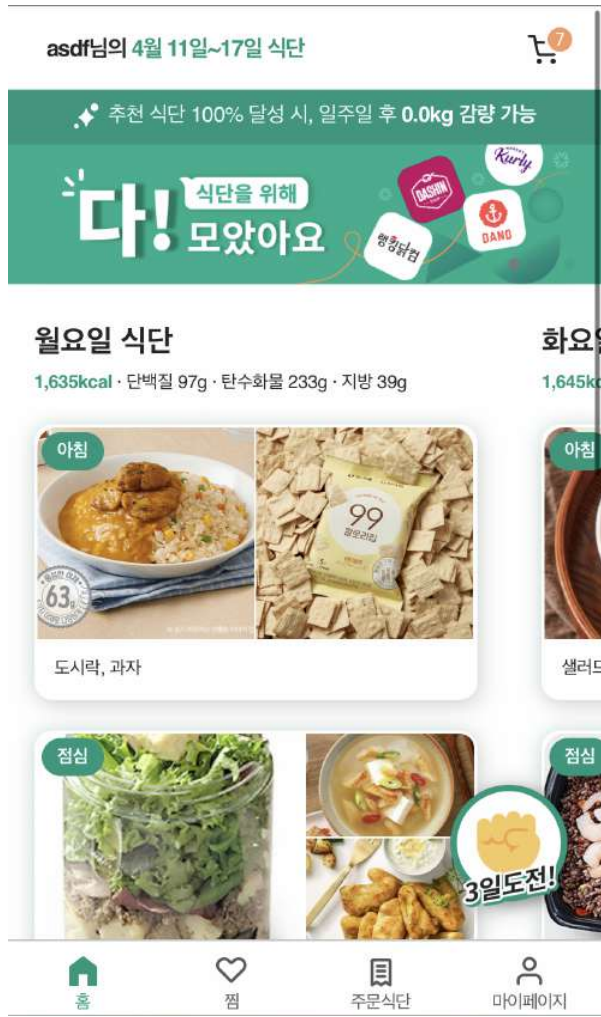 asdf님의 4월 11일~17일 식단
7
추천 식단 100% 달성 시, 일주일 후 0.0kg 감량 가능
다!
식단을 위해
모았아요
Kurly
DASHIN
DANO
랭킹닭컴
월요일 식단
1,635kcal · 단백질 97g · 탄수화물 233g · 지방 39g
화요
1,645k
아침
99
63g
도시락, 과자
아침
샐러드
점심
점심
3일도전!
홈
찜
주문식단
마이페이지